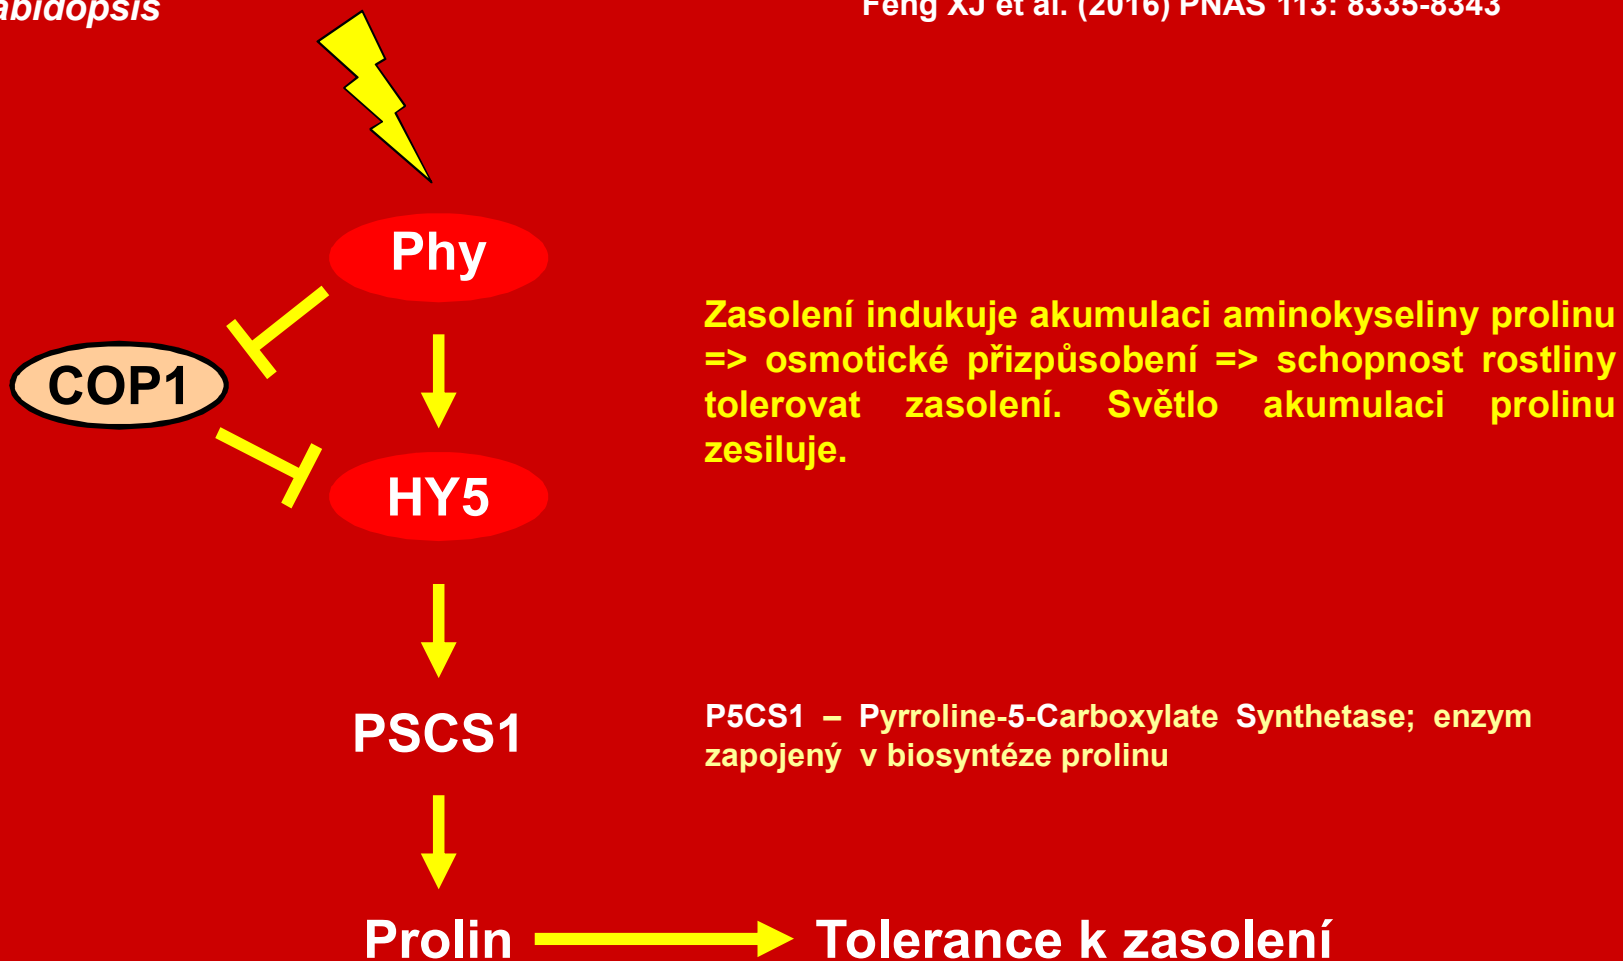 abidopsis
Feng XJ et al. (2016) PNAS 113: 8335-8343
Phy
Zasolení indukuje akumulaci aminokyseliny prolinu
=> osmotické přizpůsobení => schopnost rostliny
tolerovat zasolení. Světlo akumulaci prolinu
zesiluje.
COP1
HY5
PSCS1
P5CS1 – Pyrroline-5-Carboxylate Synthetase; enzym
zapojený v biosyntéze prolinu
Prolin
Tolerance k zasolení